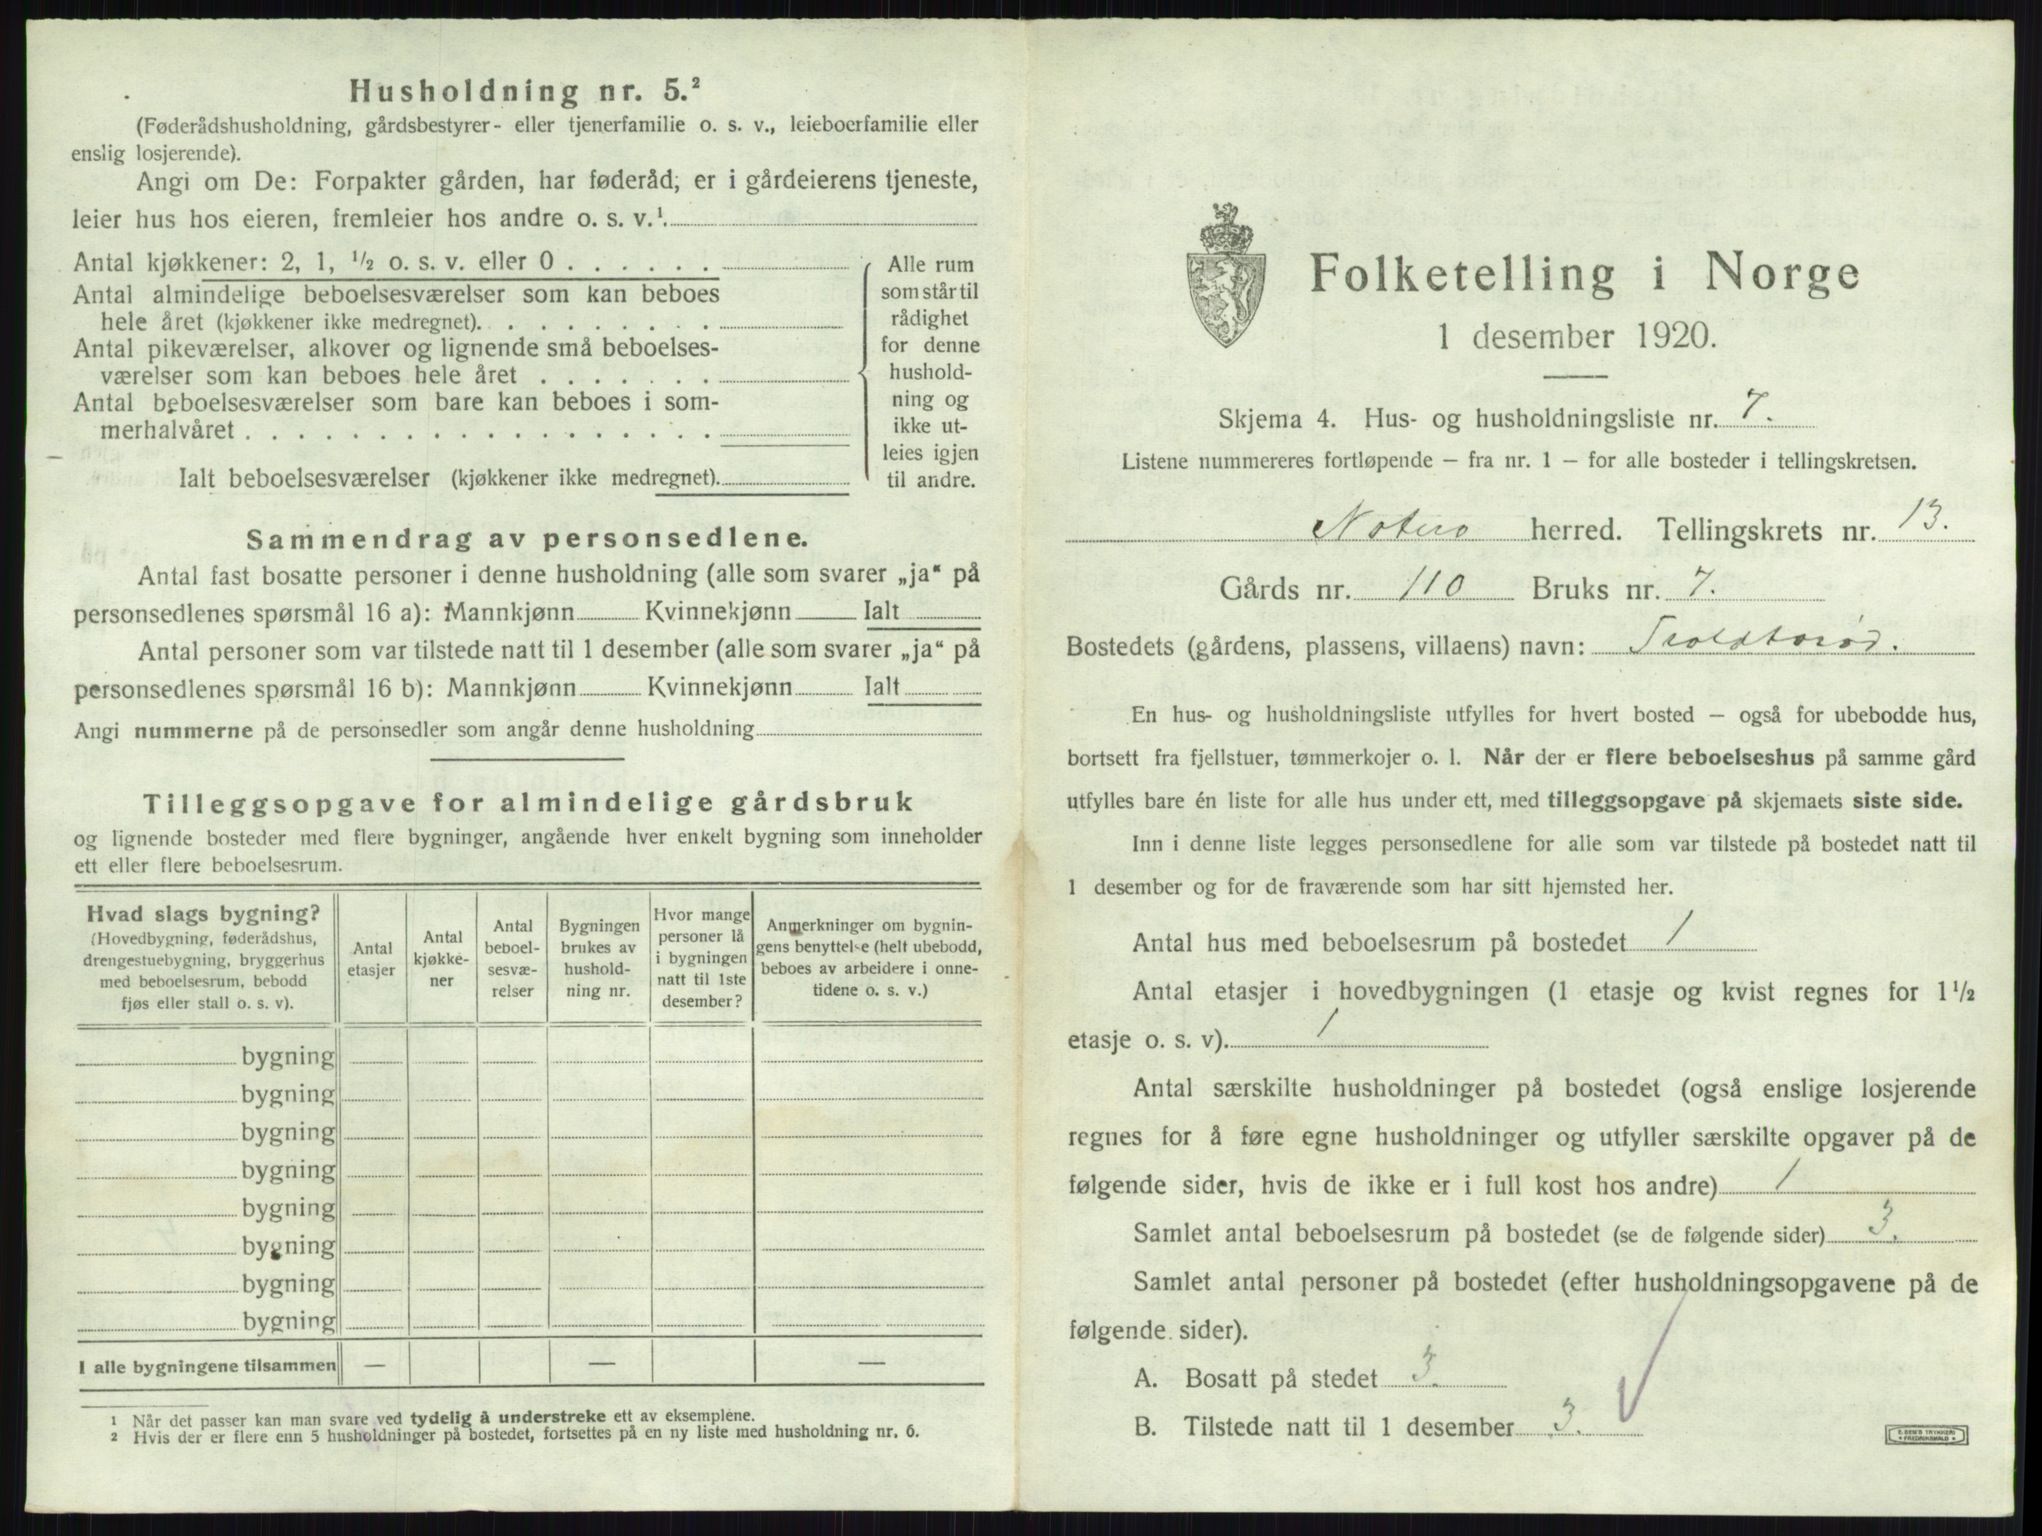 Husholdning nr. 5.²
(Føderådshusholdning, gårdsbestyrer- eller tjenerfamilie o. s. v., leieboerfamilie eller
enslig losjerende).
Angi om De: Forpakter gården, har føderåd, er i gårdeierens tjeneste,
leier hus hos eieren, fremleier hos andre o. s. v.¹.
Antal kjøkkener: 2, 1, ½ o. s. v. eller 0 . . . . . .
Antal almindelige beboelsesværelser som kan beboes
hele året (kjøkkener ikke medregnet). . . . . . . . .
Antal pikeværelser, alkover og lignende små beboelses-
værelser som kan beboes hele året . . . . . . .
Antal beboelsesværelser som bare kan beboes i som-
merhalvåret . . . . . . . . . . . . . . . . . .
Ialt beboelsesværelser (kjøkkener ikke medregnet).
Alle rum
som står til
rådighet
for denne
hushold-
ning og
ikke ut-
leies igjen
til andre.
Sammendrag av personsedlene.
Antal fast bosatte personer i denne husholdning (alle som svarer „ja“ på
personsedlenes spørsmål 16 a): Mannkjønn Kvinnekjønn Ialt
Antal personer som var tilstede natt til 1 desember (alle som svarer „ja“ på
personsedlenes spørsmål 16 b): Mannkjønn Kvinnekjønn Ialt
Angi nummerne på de personsedler som angår denne husholdning
Tilleggsopgave for almindelige gårdsbruk
og lignende bosteder med flere bygninger, angående hver enkelt bygning som inneholder
ett eller flere beboelsesrum.
Hvad slags bygning?
(Hovedbygning, føderådshus,
drengestuebygning, bryggerhus
med beboelsesrum, bebodd
fjøs eller stall o. s. v).
Antal
etasjer
Antal
kjøkke-
ner
Antal
beboel-
sesvæ-
relser
Bygningen
brukes av
hushold-
ning nr.
Hvor mange
personer lå
i bygningen
natt til 1ste
desember?
Anmerkninger om bygnin-
gens benyttelse (helt ubebodd,
beboes av arbeidere i onne-
tidene o. s. v.)
bygning
bygning
bygning
bygning
bygning
bygning
bygning
bygning
I alle bygningene tilsammen — — —
¹ Når det passer kan man svare ved tydelig å understreke ett av eksemplene.
² Hvis der er flere enn 5 husholdninger på bostedet, fortsettes på en ny liste med husholdning nr. 6.
Folketelling i Norge
1 desember 1920.
Skjema 4. Hus- og husholdningsliste nr. 7.
Listene nummereres fortløpende – fra nr. 1 – for alle bosteder i tellingskretsen.
Notero herred. Tellingskrets nr. 13.
Gårds nr. 110 Bruks nr. 7.
Bostedets (gårdens, plassens, villaens) navn:
En hus- og husholdningsliste utfylles for hvert bosted – også for ubebodde hus,
bortsett fra fjellstuer, tømmerkojer o. l. Når der er flere beboelseshus på samme gård
utfylles bare én liste for alle hus under ett, med tilleggsopgave på skjemaets siste side.
Inn i denne liste legges personsedlene for alle som var tilstede på bostedet natt til
1 desember og for de fraværende som har sitt hjemsted her.
Antal hus med beboelsesrum på bostedet 1
Antal etasjer i hovedbygningen (1 etasje og kvist regnes for 1½
etasje o. s. v). 1
Antal særskilte husholdninger på bostedet (også enslige losjerende
regnes for å føre egne husholdninger og utfyller særskilte opgaver på de
følgende sider, hvis de ikke er i full kost hos andre) 1
Samlet antal beboelsesrum på bostedet (se de følgende sider) 3.
Samlet antal personer på bostedet (efter husholdningsopgavene på de
følgende sider).
A. Bosatt på stedet 3.
B. Tilstede natt til 1 desember 3.